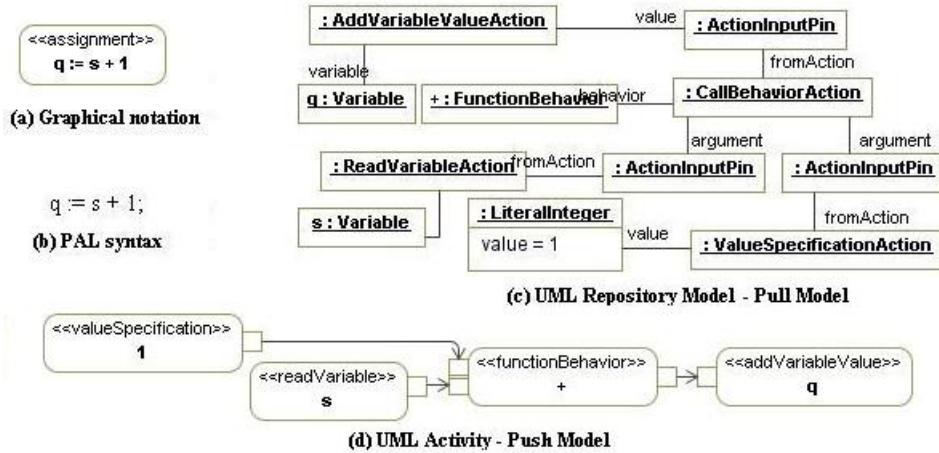 <<assignment>>
q := s + 1
(a) Graphical notation
q := s + 1;
(b) PAL syntax
: AddVariableValueAction
value
: ActionInputPin
variable
fromAction
q : Variable
+ : FunctionBehavior
behavior
: CallBehaviorAction
argument
argument
: ReadVariableAction
fromAction
: ActionInputPin
: ActionInputPin
s : Variable
: LiteralInteger
value = 1
value
fromAction
: ValueSpecificationAction
(c) UML Repository Model - Pull Model
<<valueSpecification>>
1
<<readVariable>>
s
<<functionBehavior>>
+
<<addVariableValue>>
q
(d) UML Activity - Push Model